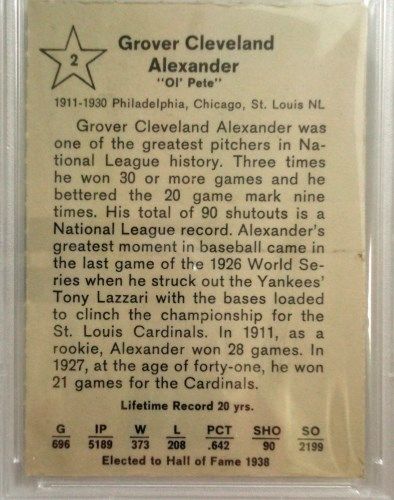 2
Grover Cleveland
Alexander
"Ol' Pete"
1911-1930 Philadelphia, Chicago, St. Louis NL
Grover Cleveland Alexander was
one of the greatest pitchers in Na-
tional League history. Three times
he won 30 or more games and he
bettered the 20 game mark nine
times. His total of 90 shutouts is a
National League record. Alexander's
greatest moment in baseball came in
the last game of the 1926 World Se-
ries when he struck out the Yankees'
Tony Lazzari with the bases loaded
to clinch the championship for the
St. Louis Cardinals. In 1911, as a
rookie, Alexander won 28 games. In
1927, at the age of forty-one, he won
21 games for the Cardinals.
Lifetime Record 20 yrs.
G IP W L PCT SHO SO
696 5189 373 208 .642 90 2199
Elected to Hall of Fame 1938